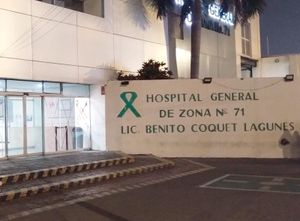 HOSPITAL GENERAL
DE ZONA Nº 71
LIC. BENITO COQUET LAGUNES